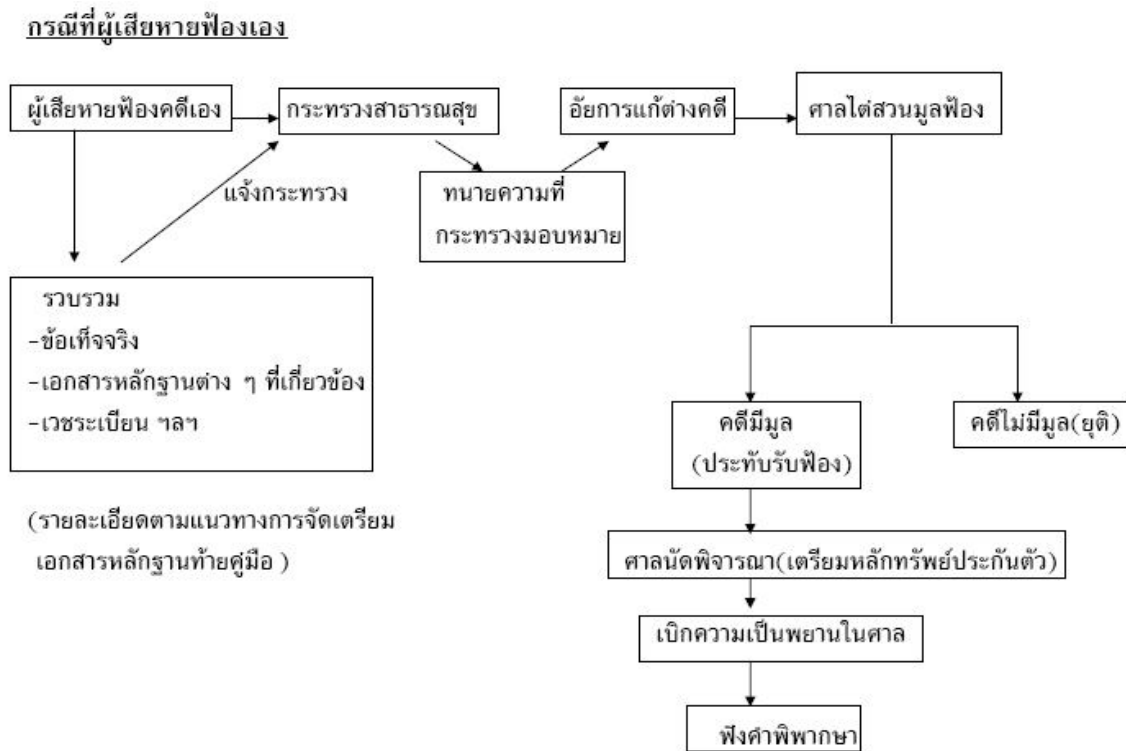 กรณีที่ผู้เสียหายฟ้องเอง
ผู้เสียหายฟ้องคดีเอง
กระทรวงสาธารณสุข
อัยการแก้ต่างคดี
ศาลไต่สวนมูลฟ้อง
แจ้งกระทรวง
ทนายความที่
กระทรวงมอบหมาย
รวบรวม
-ข้อเท็จจริง
-เอกสารหลักฐานต่าง ๆ ที่เกี่ยวข้อง
-เวชระเบียน ฯลฯ
(รายละเอียดตามแนวทางการจัดเตรียม
เอกสารหลักฐานท้ายคู่มือ )
คดีมีมูล
(ประทับรับฟ้อง)
คดีไม่มีมูล(ยุติ)
ศาลนัดพิจารณา(เตรียมหลักทรัพย์ประกันตัว)
เบิกความเป็นพยานในศาล
ฟังคำพิพากษา